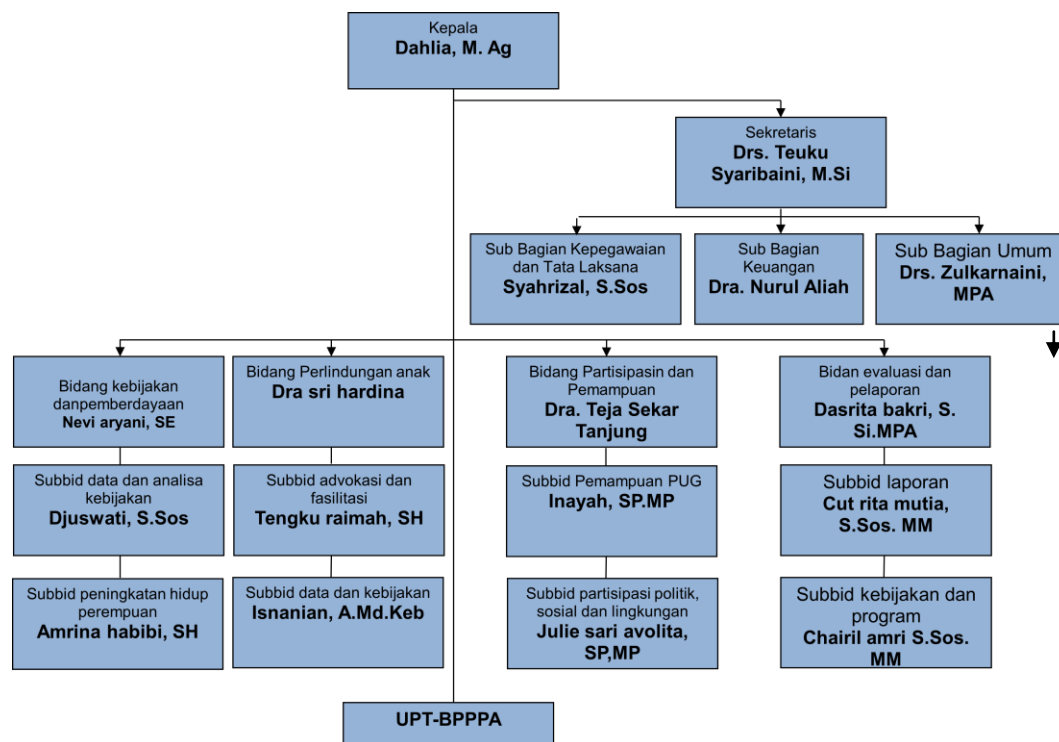 Kepala
Dahlia, M. Ag
Sekretaris
Drs. Teuku
Syaribaini, M.Si
Sub Bagian Kepegawaian
dan Tata Laksana
Syahrizal, S.Sos
Sub Bagian
Keuangan
Dra. Nurul Aliah
Sub Bagian Umum
Drs. Zulkarnaini,
MPA
Bidang kebijakan
danpemberdayaan
Nevi aryani, SE
Bidang Perlindungan anak
Dra sri hardina
Bidang Partisipasin dan
Pemampuan
Dra. Teja Sekar
Tanjung
Bidan evaluasi dan
pelaporan
Dasrita bakri, S.
Si.MPA
Subbid data dan analisa
kebijakan
Djuswati, S.Sos
Subbid advokasi dan
fasilitasi
Tengku raimah, SH
Subbid Pemampuan PUG
Inayah, SP.MP
Subbid laporan
Cut rita mutia,
S.Sos. MM
Subbid peningkatan hidup
perempuan
Amrina habibi, SH
Subbid data dan kebijakan
Isnanian, A.Md.Keb
Subbid partisipasi politik,
sosial dan lingkungan
Julie sari avolita,
SP,MP
Subbid kebijakan dan
program
Chairil amri S.Sos.
MM
UPT-BPPPA